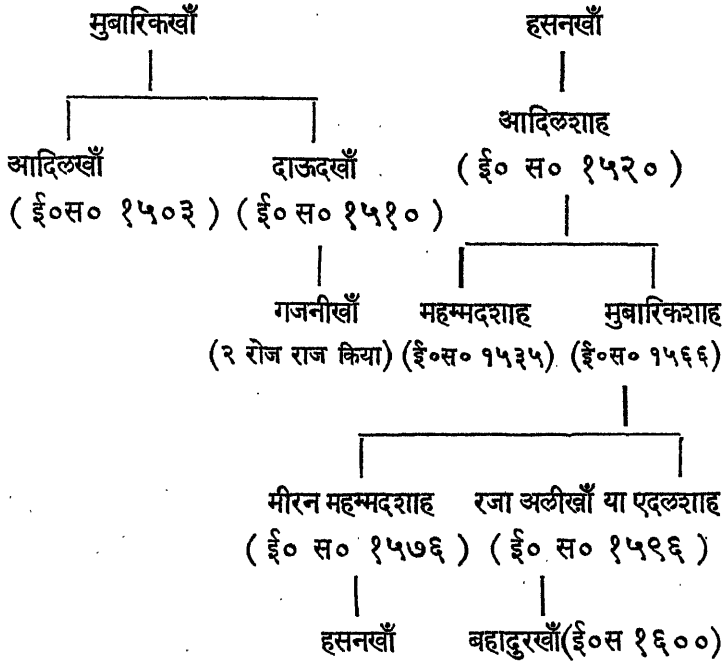 मुबारिकखाँ हसनखाँ
आदिलशाह
आदिलखाँ दाऊदखाँ (ई० स० १५२०)
(ई०स० १५०३) (ई० स० १५१०)
गजनीखाँ महम्मदशाह मुबारिकशाह
(२ रोज राज किया) (ई०स० १५३५) (ई०स० १५६६)
मीरन महम्मदशाह रजा अलीखाँ या एदलशाह
(ई० स० १५७६) (ई० स० १५९६)
हसनखाँ बहादुरखाँ(ई०स १६००)